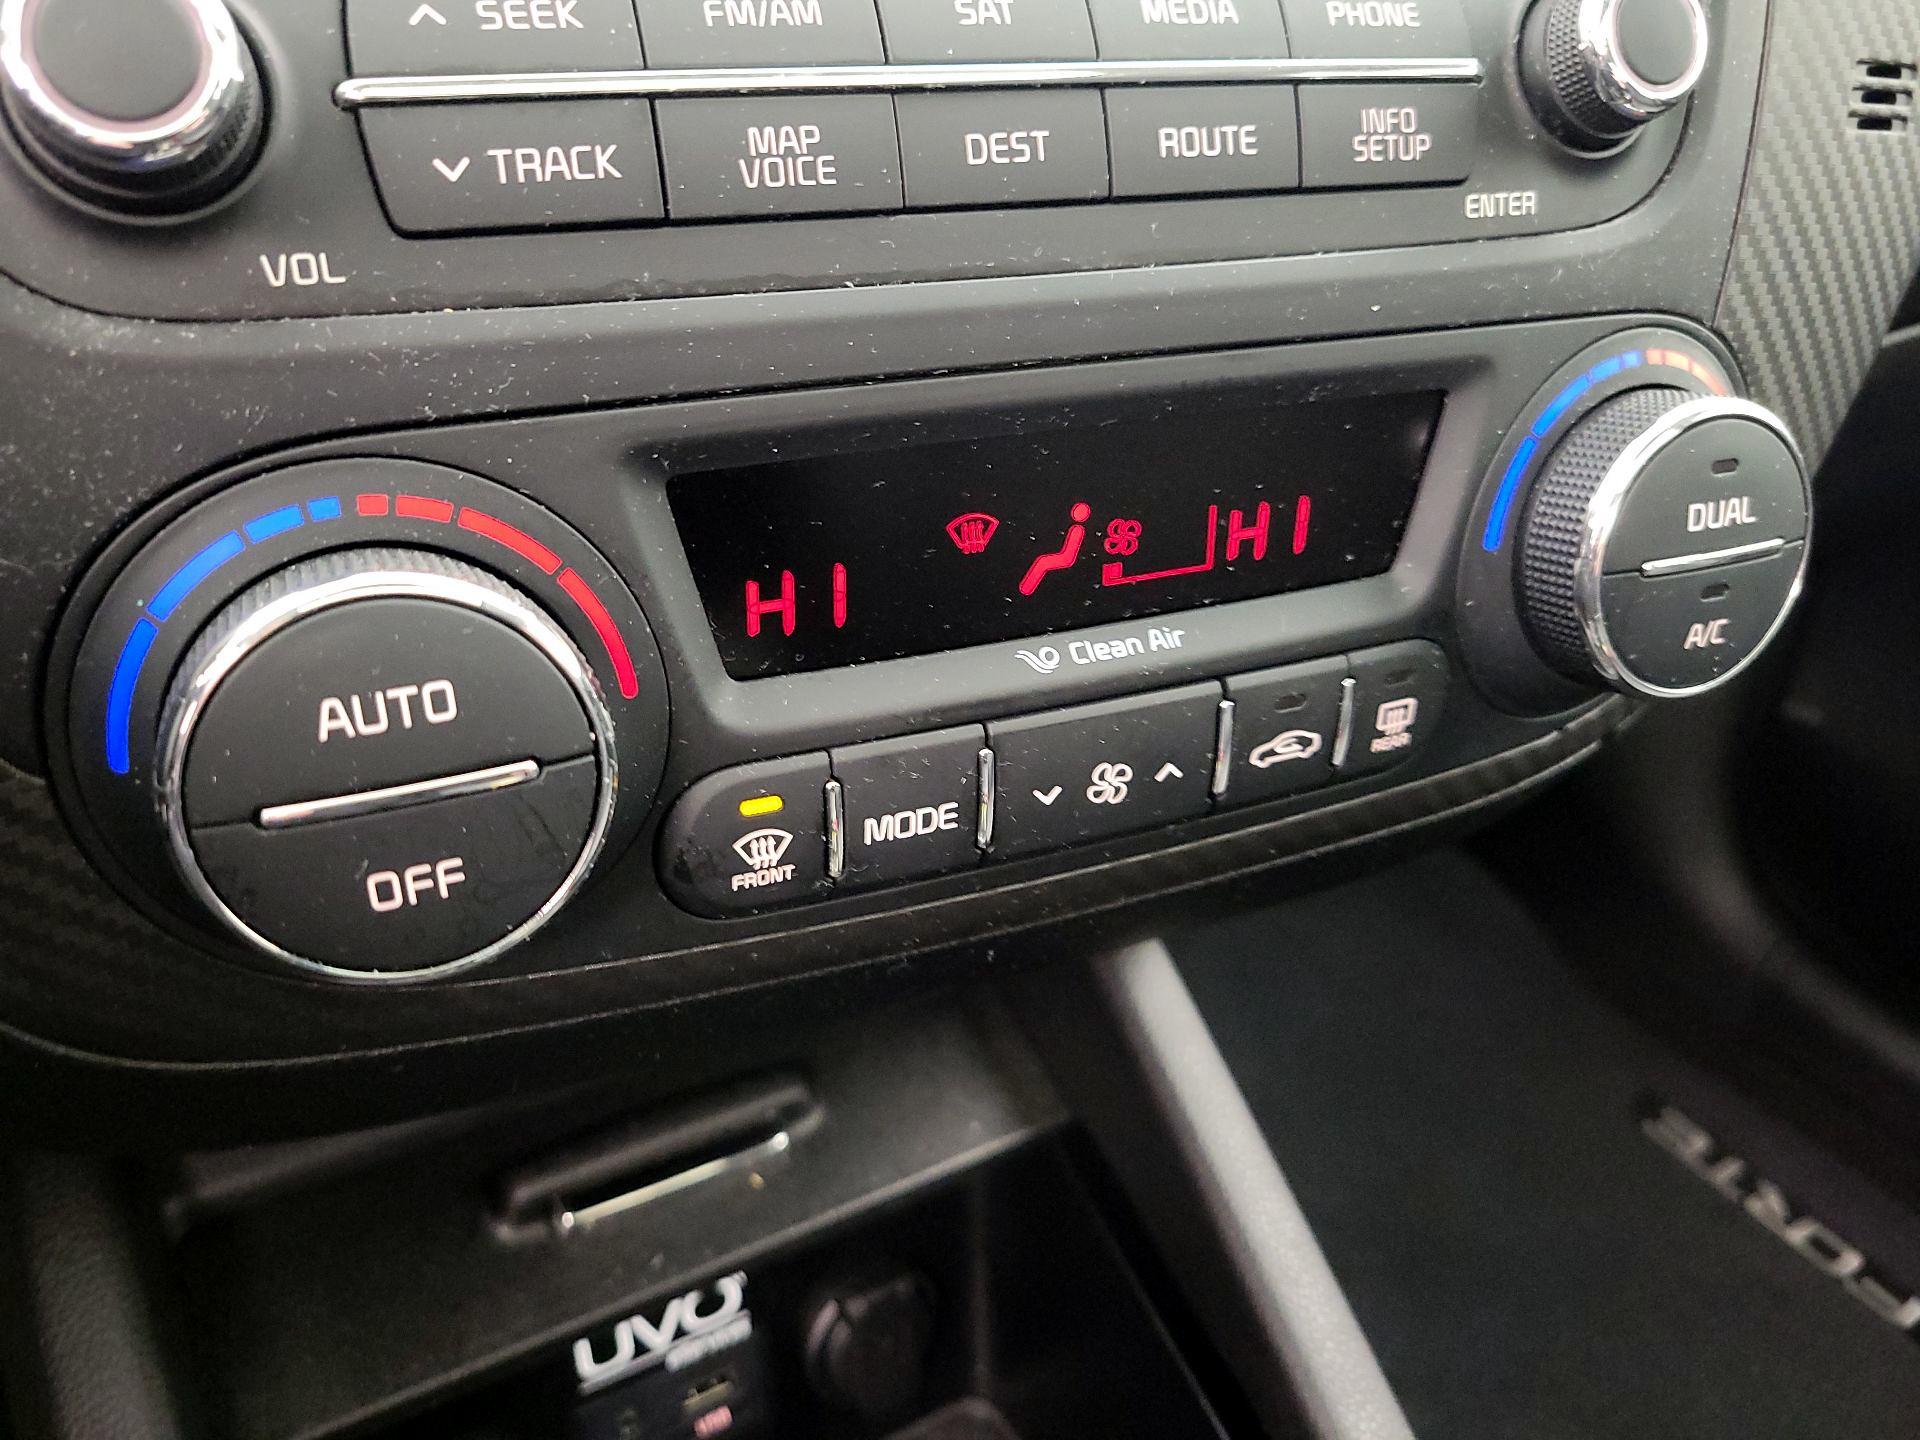 SEEK FM/AM SAT MEDIA PHONE
TRACK MAP VOICE DEST ROUTE INFO SETUP
VOL
ENTER
HI HI
Clean Air
DUAL
A/C
AUTO
OFF
FRONT
MODE
REAR
UVO
FORTE